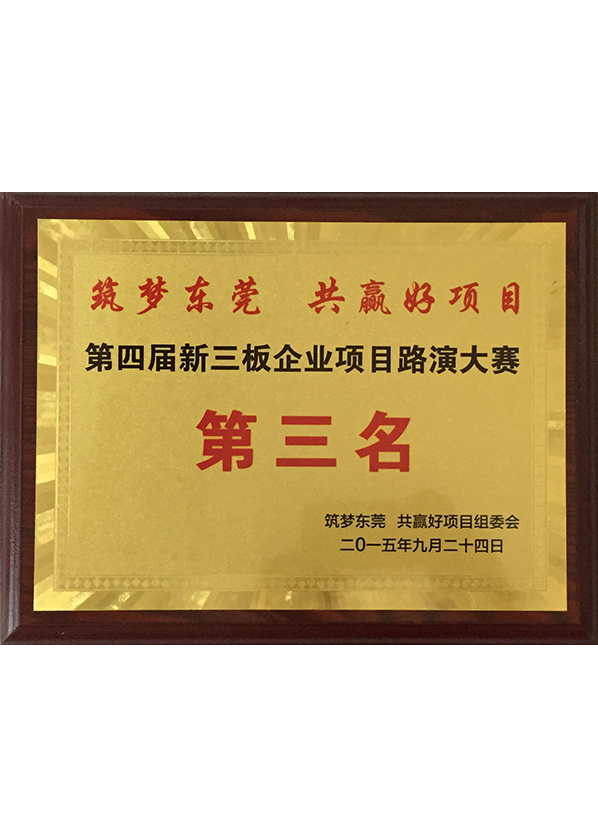 筑梦东莞 共赢好项目
第四届新三板企业项目路演大赛
第三名
筑梦东莞 共赢好项目组委会
二0一五年九月二十四日